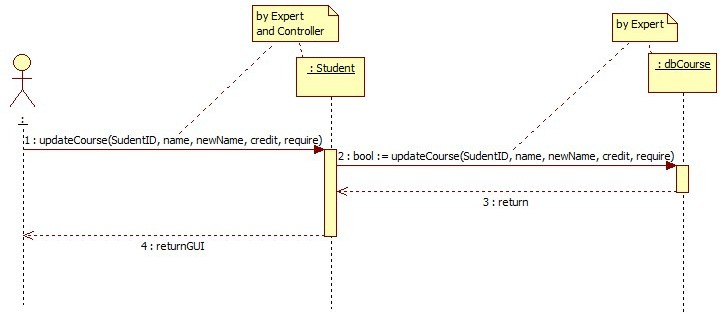 by Expert
and Controller
by Expert
: Student
: dbCourse
:
1 : updateCourse(SudentID, name, newName, credit, require)
2 : bool := updateCourse(SudentID, name, newName, credit, require)
3 : return
4 : returnGUI